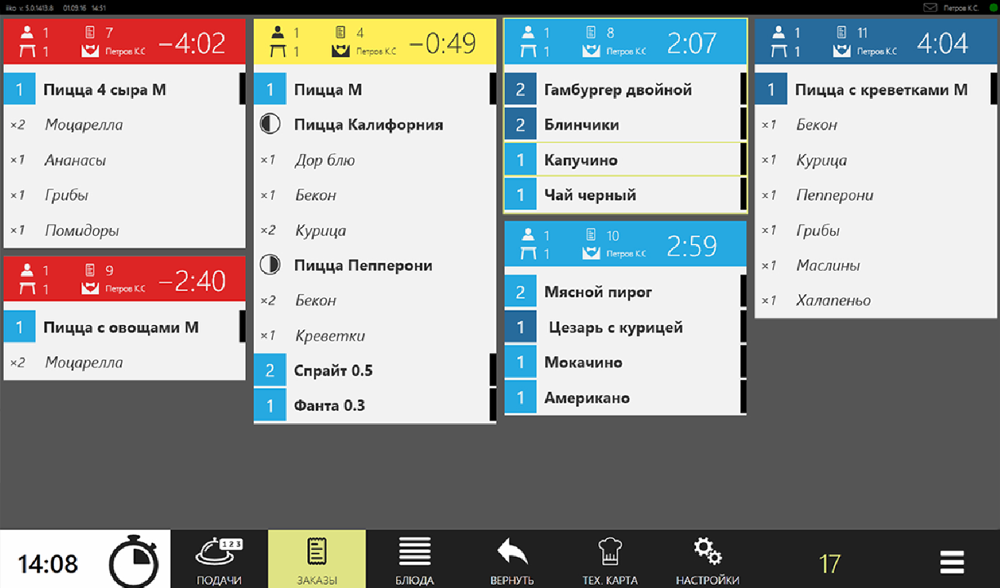 iiko v. 5.0.1413.8 01.09.16 14:51 Петров К.С.
1 7 −4:02
1 Петров К.С
1 Пицца 4 сыра М
×2 Моцарелла
×1 Ананасы
×1 Грибы
×1 Помидоры
1 9 −2:40
1 Петров К.С
1 Пицца с овощами М
×2 Моцарелла
1 4 −0:49
1 Петров К.С
1 Пицца М
Пицца Калифорния
×1 Дор блю
×1 Бекон
×2 Курица
Пицца Пепперони
×2 Бекон
×1 Креветки
2 Спрайт 0.5
1 Фанта 0.3
1 8 2:07
1 Петров К.С
2 Гамбургер двойной
2 Блинчики
1 Капучино
1 Чай черный
1 10 2:59
1 Петров К.С
2 Мясной пирог
1 Цезарь с курицей
1 Мокачино
1 Американо
1 11 4:04
1 Петров К.С
1 Пицца с креветками М
×1 Бекон
×1 Курица
×1 Пепперони
×1 Грибы
×1 Маслины
×1 Халапеньо
14:08
1 2 3
ПОДАЧИ
ЗАКАЗЫ
БЛЮДА
ВЕРНУТЬ
ТЕХ. КАРТА
НАСТРОЙКИ
17